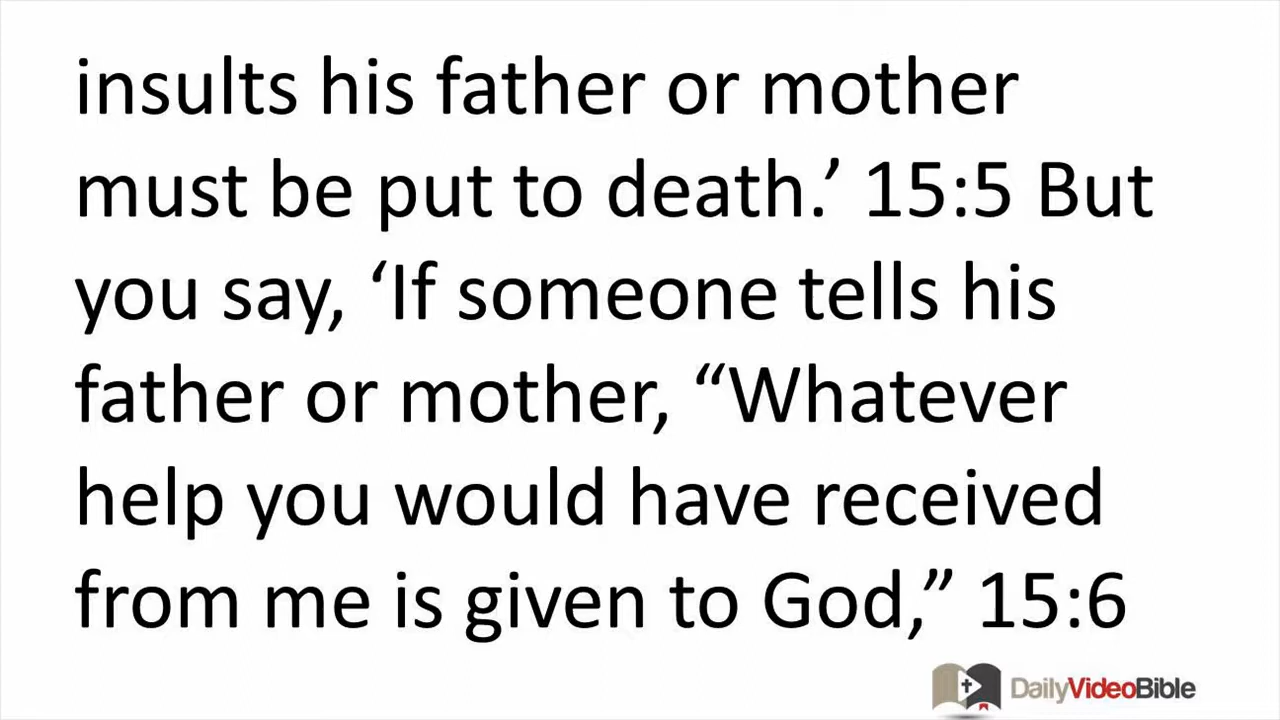 insults his father or mother
must be put to death.’ 15:5 But
you say, ‘If someone tells his
father or mother, “Whatever
help you would have received
from me is given to God,” 15:6
DailyVideoBible